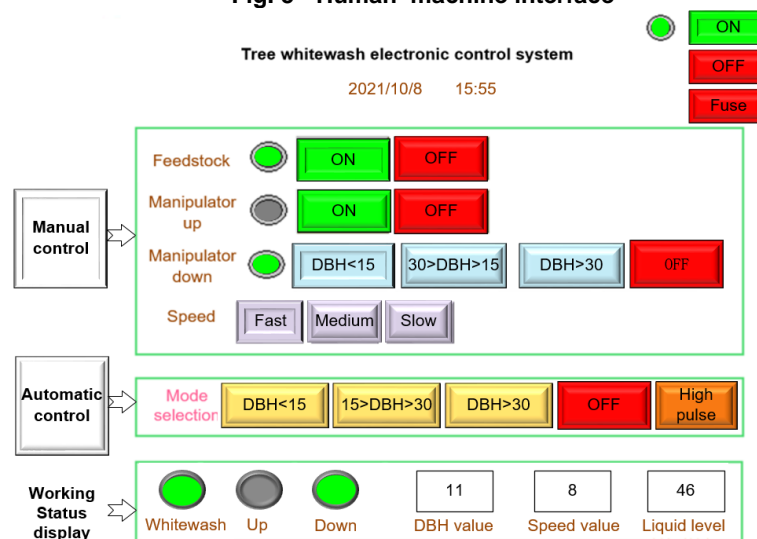 Fig. 3 Human-machine interface
ON
Tree whitewash electronic control system
OFF
2021/10/8 15:55
Fuse
Feedstock ON OFF
Manipulator
up
ON OFF
Manual
control
Manipulator
down
DBH<15 30>DBH>15 DBH>30 OFF
Speed Fast Medium Slow
Automatic
control
Mode
selection
DBH<15 15>DBH>30 DBH>30 OFF High
pulse
Working
Status
display
11 8 46
Whitewash Up Down DBH value Speed value Liquid level